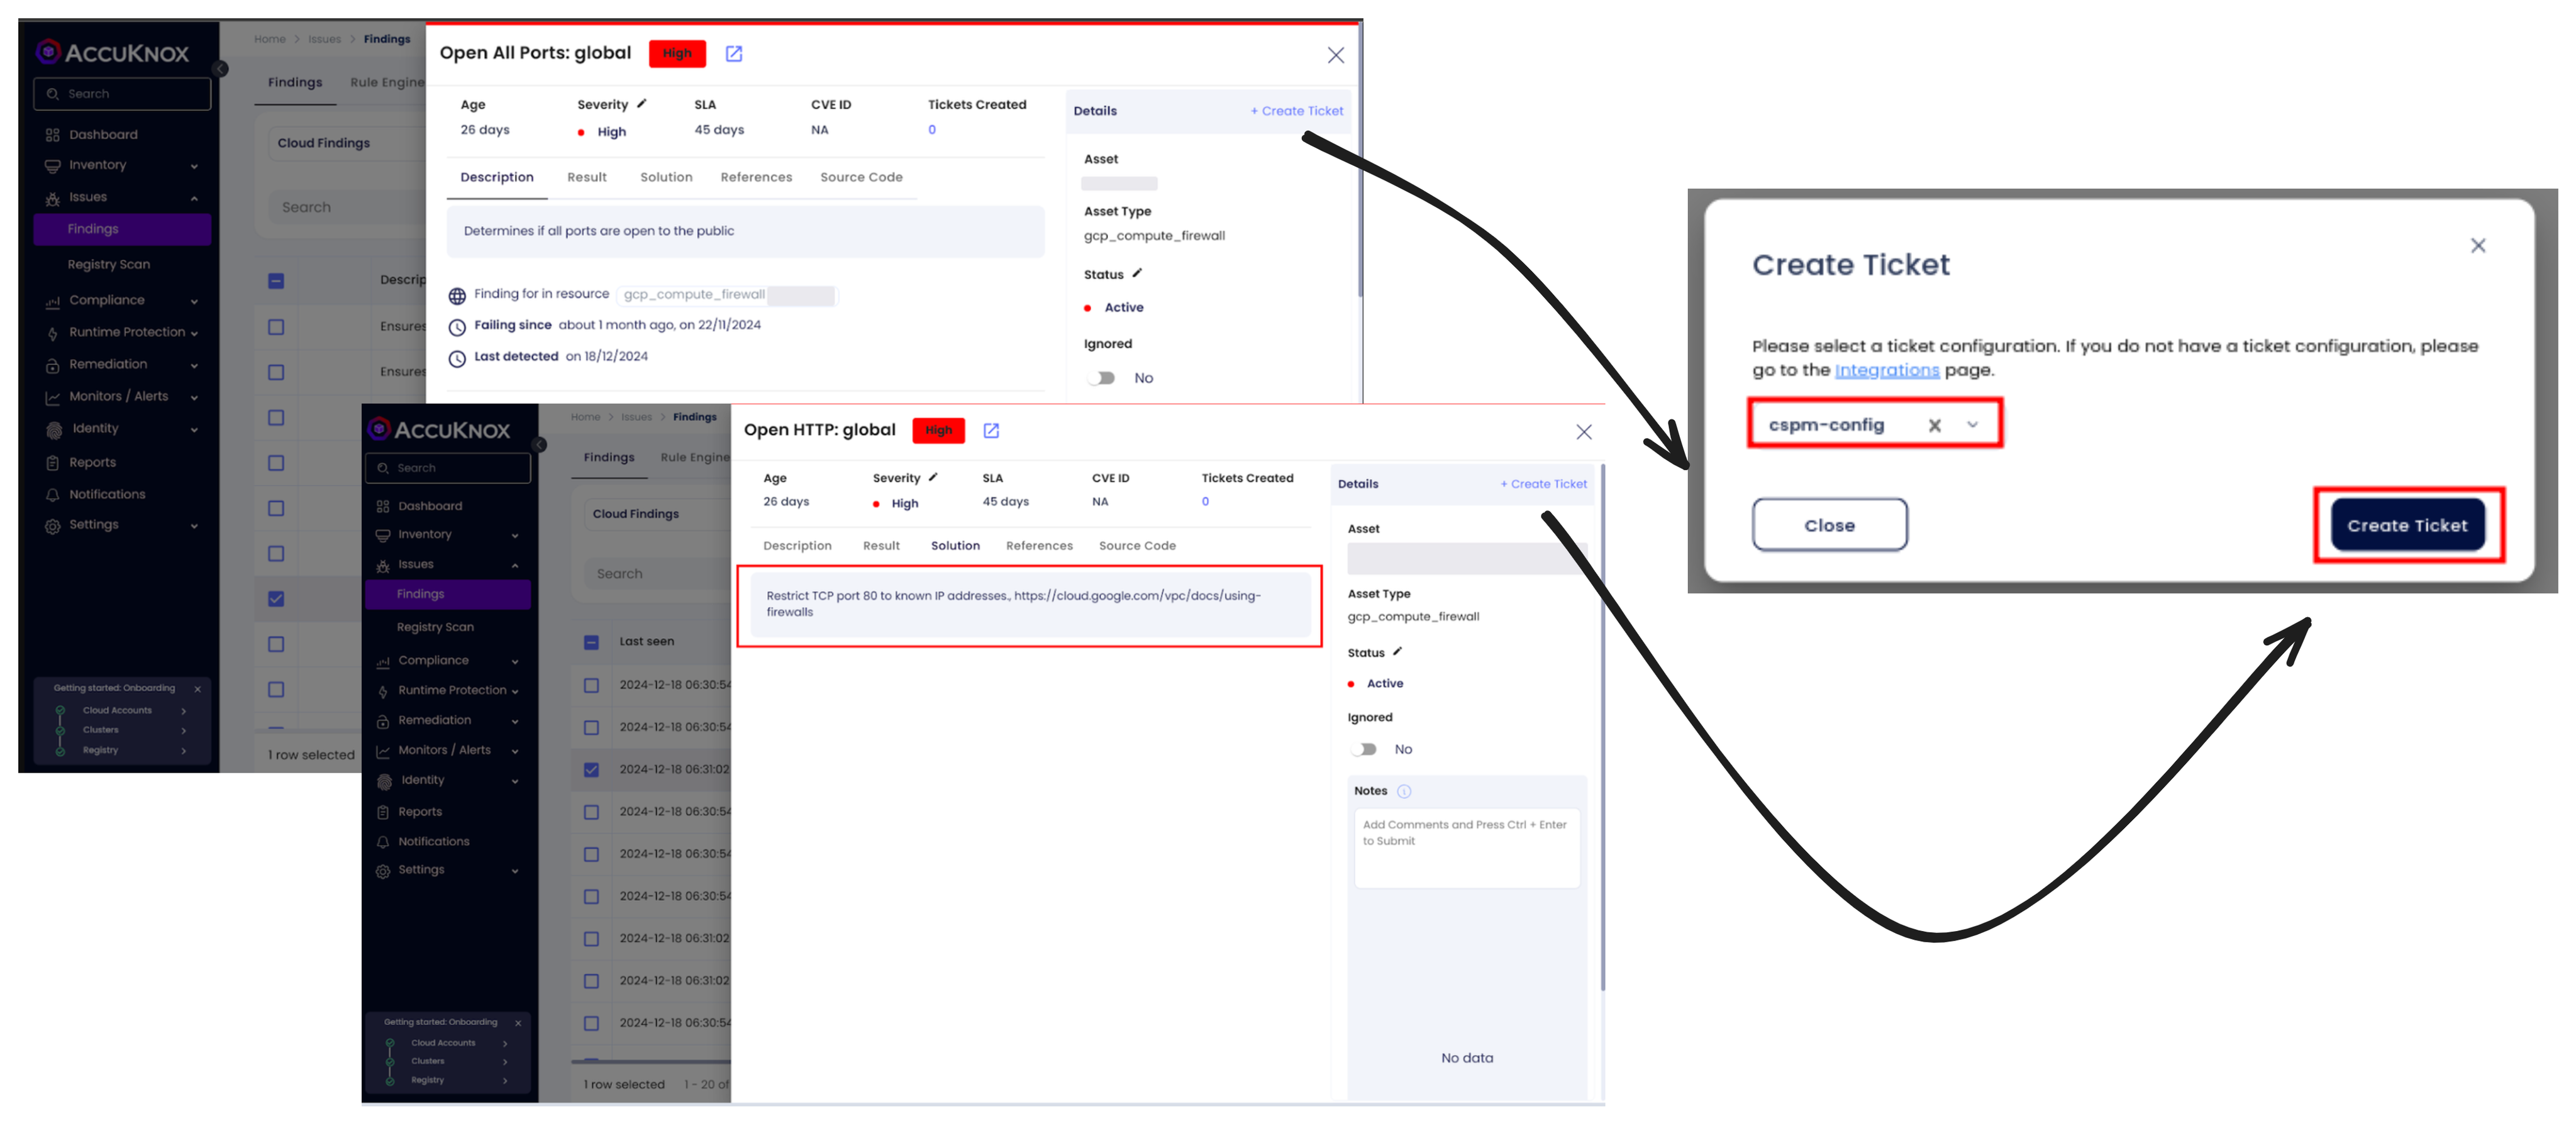 ACCUKNOX
Search
Dashboard
Inventory
Issues
Findings
Registry Scan
Compliance
Runtime Protection
Remediation
Monitors / Alerts
Identity
Reports
Notifications
Settings
Getting started: Onboarding
Cloud Accounts
Clusters
Registry
Home > Issues > Findings
Findings Rule Engine
Cloud Findings
Search
Descrip
Ensures
Ensures
1 row selected
Open All Ports: global High
Age Severity SLA CVE ID Tickets Created
26 days High 45 days NA 0
Description Result Solution References Source Code
Determines if all ports are open to the public
Finding for in resource gcp_compute_firewall
Failing since about 1 month ago, on 22/11/2024
Last detected on 18/12/2024
Details + Create Ticket
Asset
Asset Type
gcp_compute_firewall
Status
Active
Ignored
No
ACCUKNOX
Search
Dashboard
Inventory
Issues
Findings
Registry Scan
Compliance
Runtime Protection
Remediation
Monitors / Alerts
Identity
Reports
Notifications
Settings
Getting started: Onboarding
Cloud Accounts
Clusters
Registry
Home > Issues > Findings
Findings Rule Engine
Cloud Findings
Search
Last seen
2024-12-18 06:30:54
2024-12-18 06:30:54
2024-12-18 06:31:02
2024-12-18 06:30:54
2024-12-18 06:30:54
2024-12-18 06:30:54
2024-12-18 06:31:02
2024-12-18 06:31:02
2024-12-18 06:30:54
1 row selected 1 - 20 of
Open HTTP: global High
Age Severity SLA CVE ID Tickets Created
26 days High 45 days NA 0
Description Result Solution References Source Code
Restrict TCP port 80 to known IP addresses., https://cloud.google.com/vpc/docs/using-
firewalls
Details + Create Ticket
Asset
Asset Type
gcp_compute_firewall
Status
Active
Ignored
No
Notes
Add Comments and Press Ctrl + Enter
to Submit
No data
Create Ticket
Please select a ticket configuration. If you do not have a ticket configuration, please
go to the Integrations page.
cspm-config
Close Create Ticket